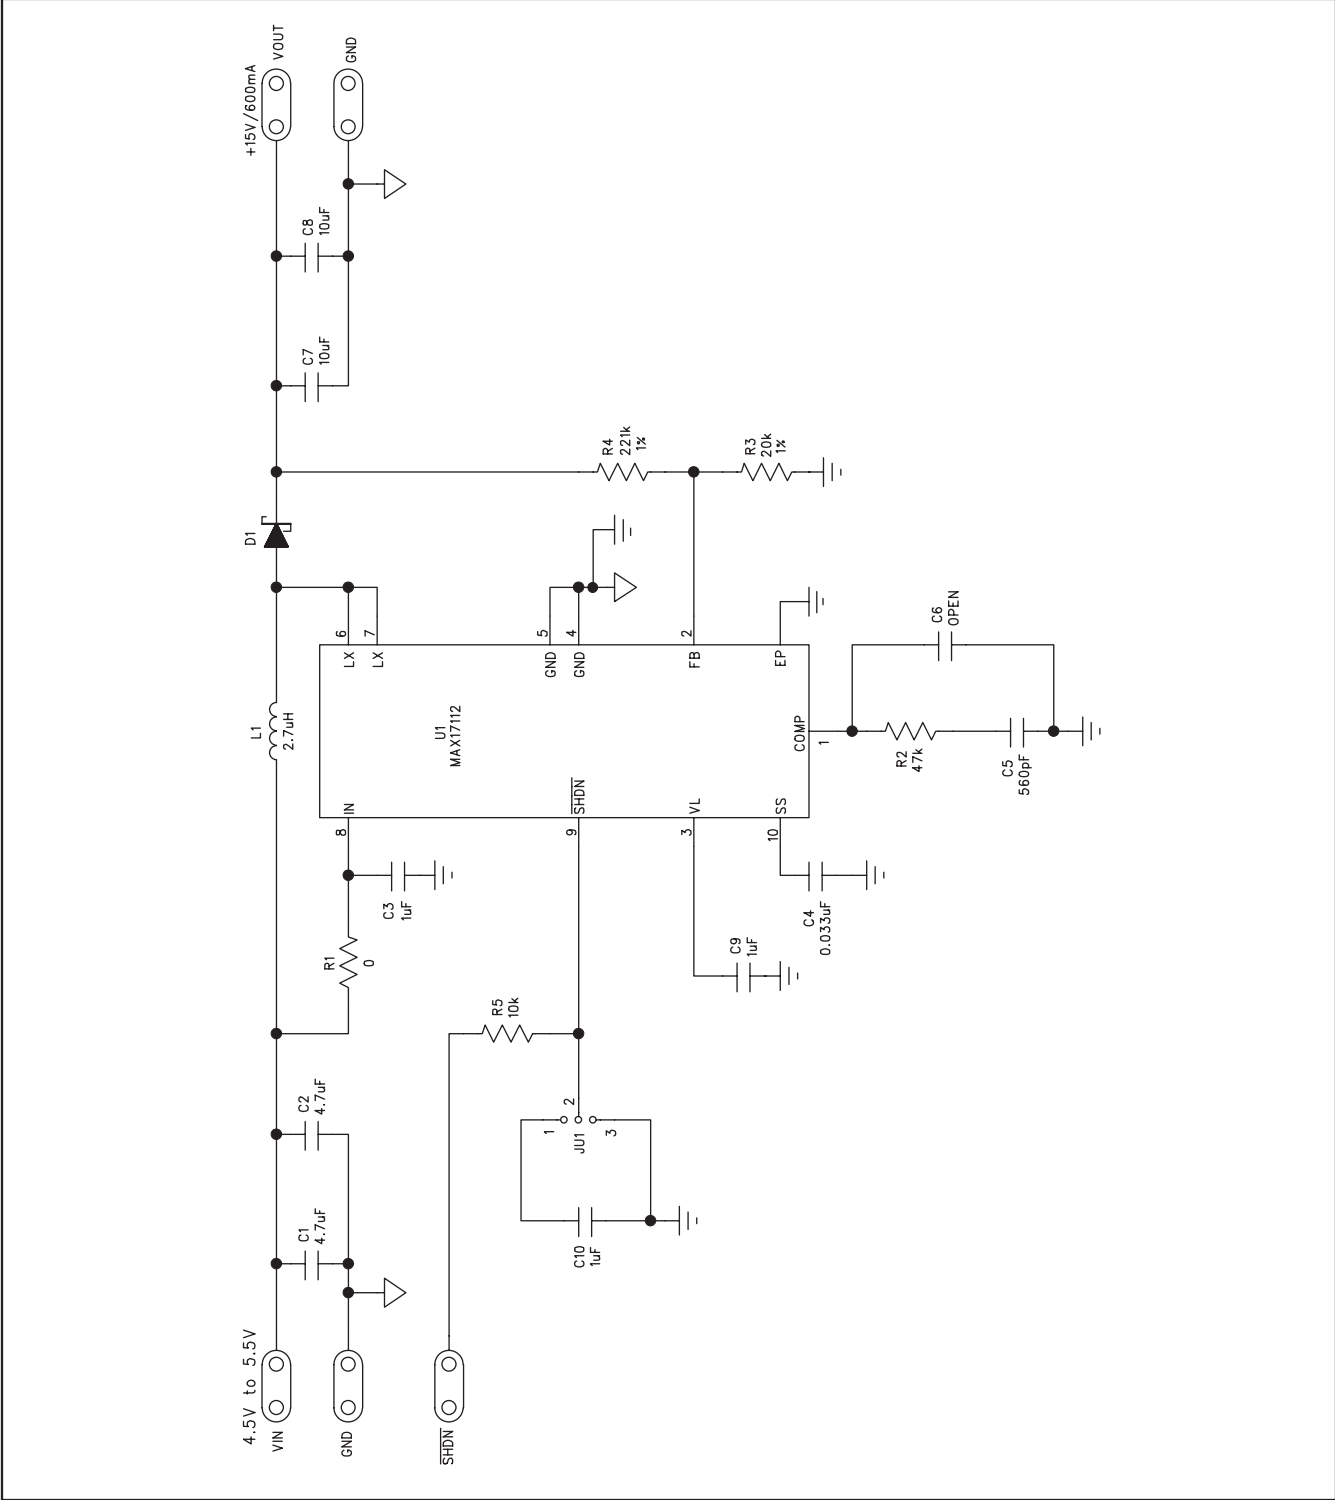 4.5V to 5.5V
VIN
GND
SHDN
C1
4.7uF
C2
4.7uF
R1
0
C3
1uF
L1
2.7uH
D1
C7
10uF
C8
10uF
+15V/600mA
VOUT
GND
R5
10k
JU1
1
2
3
C10
1uF
C9
1uF
C4
0.033uF
U1
MAX17112
8
IN
9
SHDN
3
VL
10
SS
6
LX
7
LX
5
GND
4
GND
2
FB
EP
COMP
1
R4
221k
1%
R3
20k
1%
R2
47k
C5
560pF
C6
OPEN